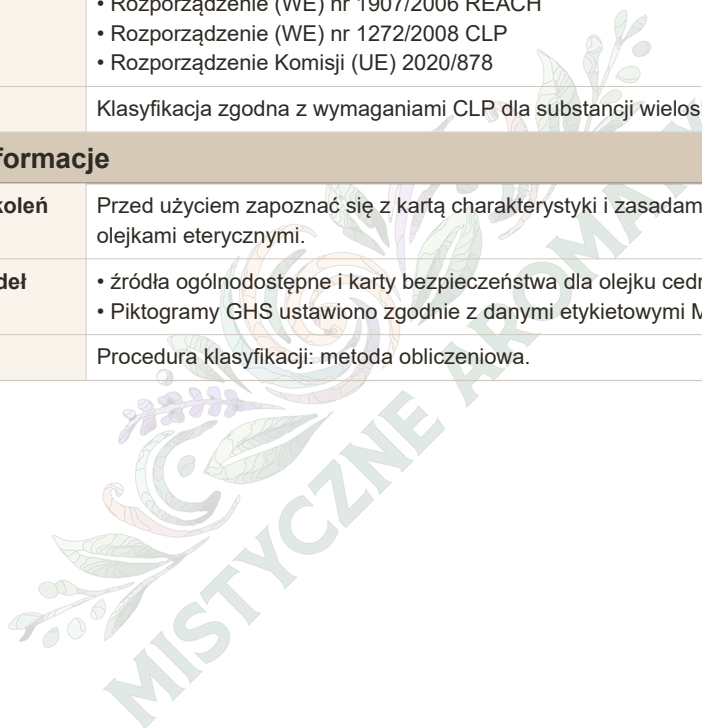 • Rozporządzenie (WE) nr 1907/2006 REACH
• Rozporządzenie (WE) nr 1272/2008 CLP
• Rozporządzenie Komisji (UE) 2020/878
Klasyfikacja zgodna z wymaganiami CLP dla substancji wielos
formacje
koleń
Przed użyciem zapoznać się z kartą charakterystyki i zasadam
olejkami eterycznymi.
deł
• źródła ogólnodostępne i karty bezpieczeństwa dla olejku cedr
• Piktogramy GHS ustawiono zgodnie z danymi etykietowymi M
Procedura klasyfikacji: metoda obliczeniowa.
MISTYCZNE AROMA